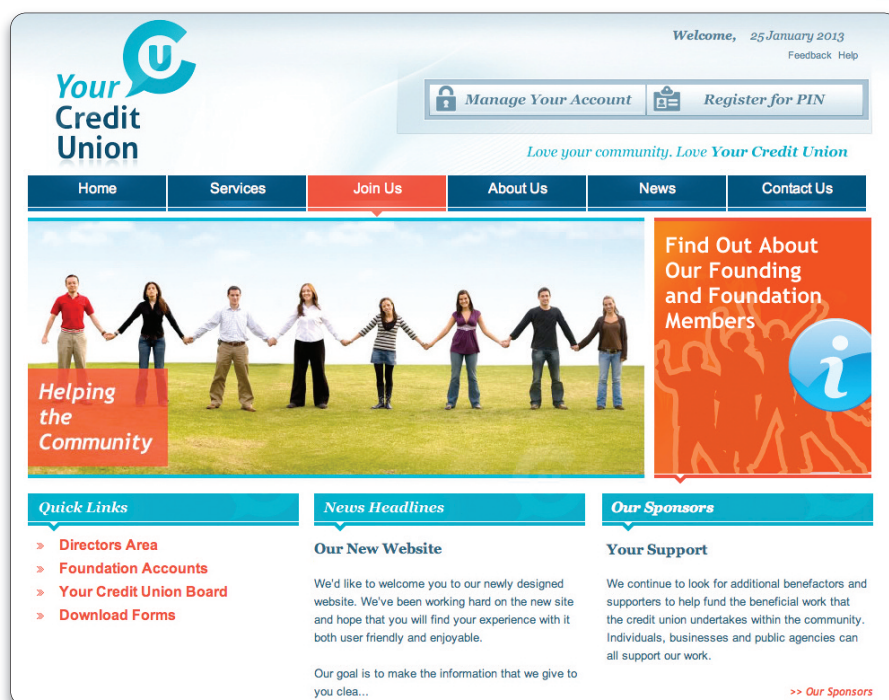 Your
Credit
Union
U
Welcome, 25 January 2013
Feedback Help
Manage Your Account
Register for PIN
Love your community. Love Your Credit Union
Home
Services
Join Us
About Us
News
Contact Us
Helping
the
Community
Find Out About
Our Founding
and Foundation
Members
i
Quick Links
» Directors Area
» Foundation Accounts
» Your Credit Union Board
» Download Forms
News Headlines
Our New Website
We'd like to welcome you to our newly designed
website. We've been working hard on the new site
and hope that you will find your experience with it
both user friendly and enjoyable.
Our goal is to make the information that we give to
you clea...
Our Sponsors
Your Support
We continue to look for additional benefactors and
supporters to help fund the beneficial work that
the credit union undertakes within the community.
Individuals, businesses and public agencies can
all support our work.
>> Our Sponsors